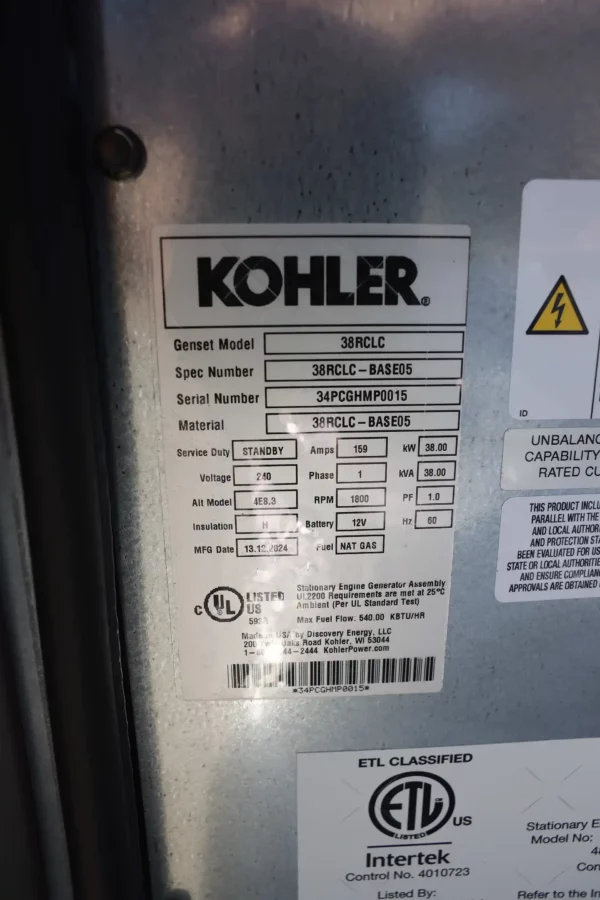 KOHLER®
Genset Model 38RCLC
Spec Number 38RCLC-BASE05
Serial Number 34PCGHMP0015
Material 38RCLC-BASE05
Service Duty STANDBY Amps 159 kW 38.00
Voltage 240 Phase 1 kVA 38.00
Alt Model 4E8.3 RPM 1800 PF 1.0
Insulation H Battery 12V Hz 60
MFG Date 13.12.2024 Fuel NAT GAS
C UL LISTED US
Stationary Engine Generator Assembly
UL2200 Requirements are met at 25°C
Ambient (Per UL Standard Test)
Max Fuel Flow: 540.00 KBTU/HR
Made USA by Discovery Energy, LLC
Road Kohler, WI 53044
-2444 KohlerPower.com
*34PCGHMP0015*
ID
UNBALANC
CAPABILITY
RATED CU
THIS PRODUCT INCLU
PARALLEL WITH THE
AND LOCAL AUTHOR
AND PROTECTION STA
BEEN EVALUATED FOR US
STATE OR LOCAL AUTHORITIE
AND ENSURE COMPLIANC
APPROVALS ARE OBTAINED
ETL CLASSIFIED
ETL LISTED US
Intertek
Control No. 4010723
Listed By:
Stationary E
Model No:
Con
Refer to the In